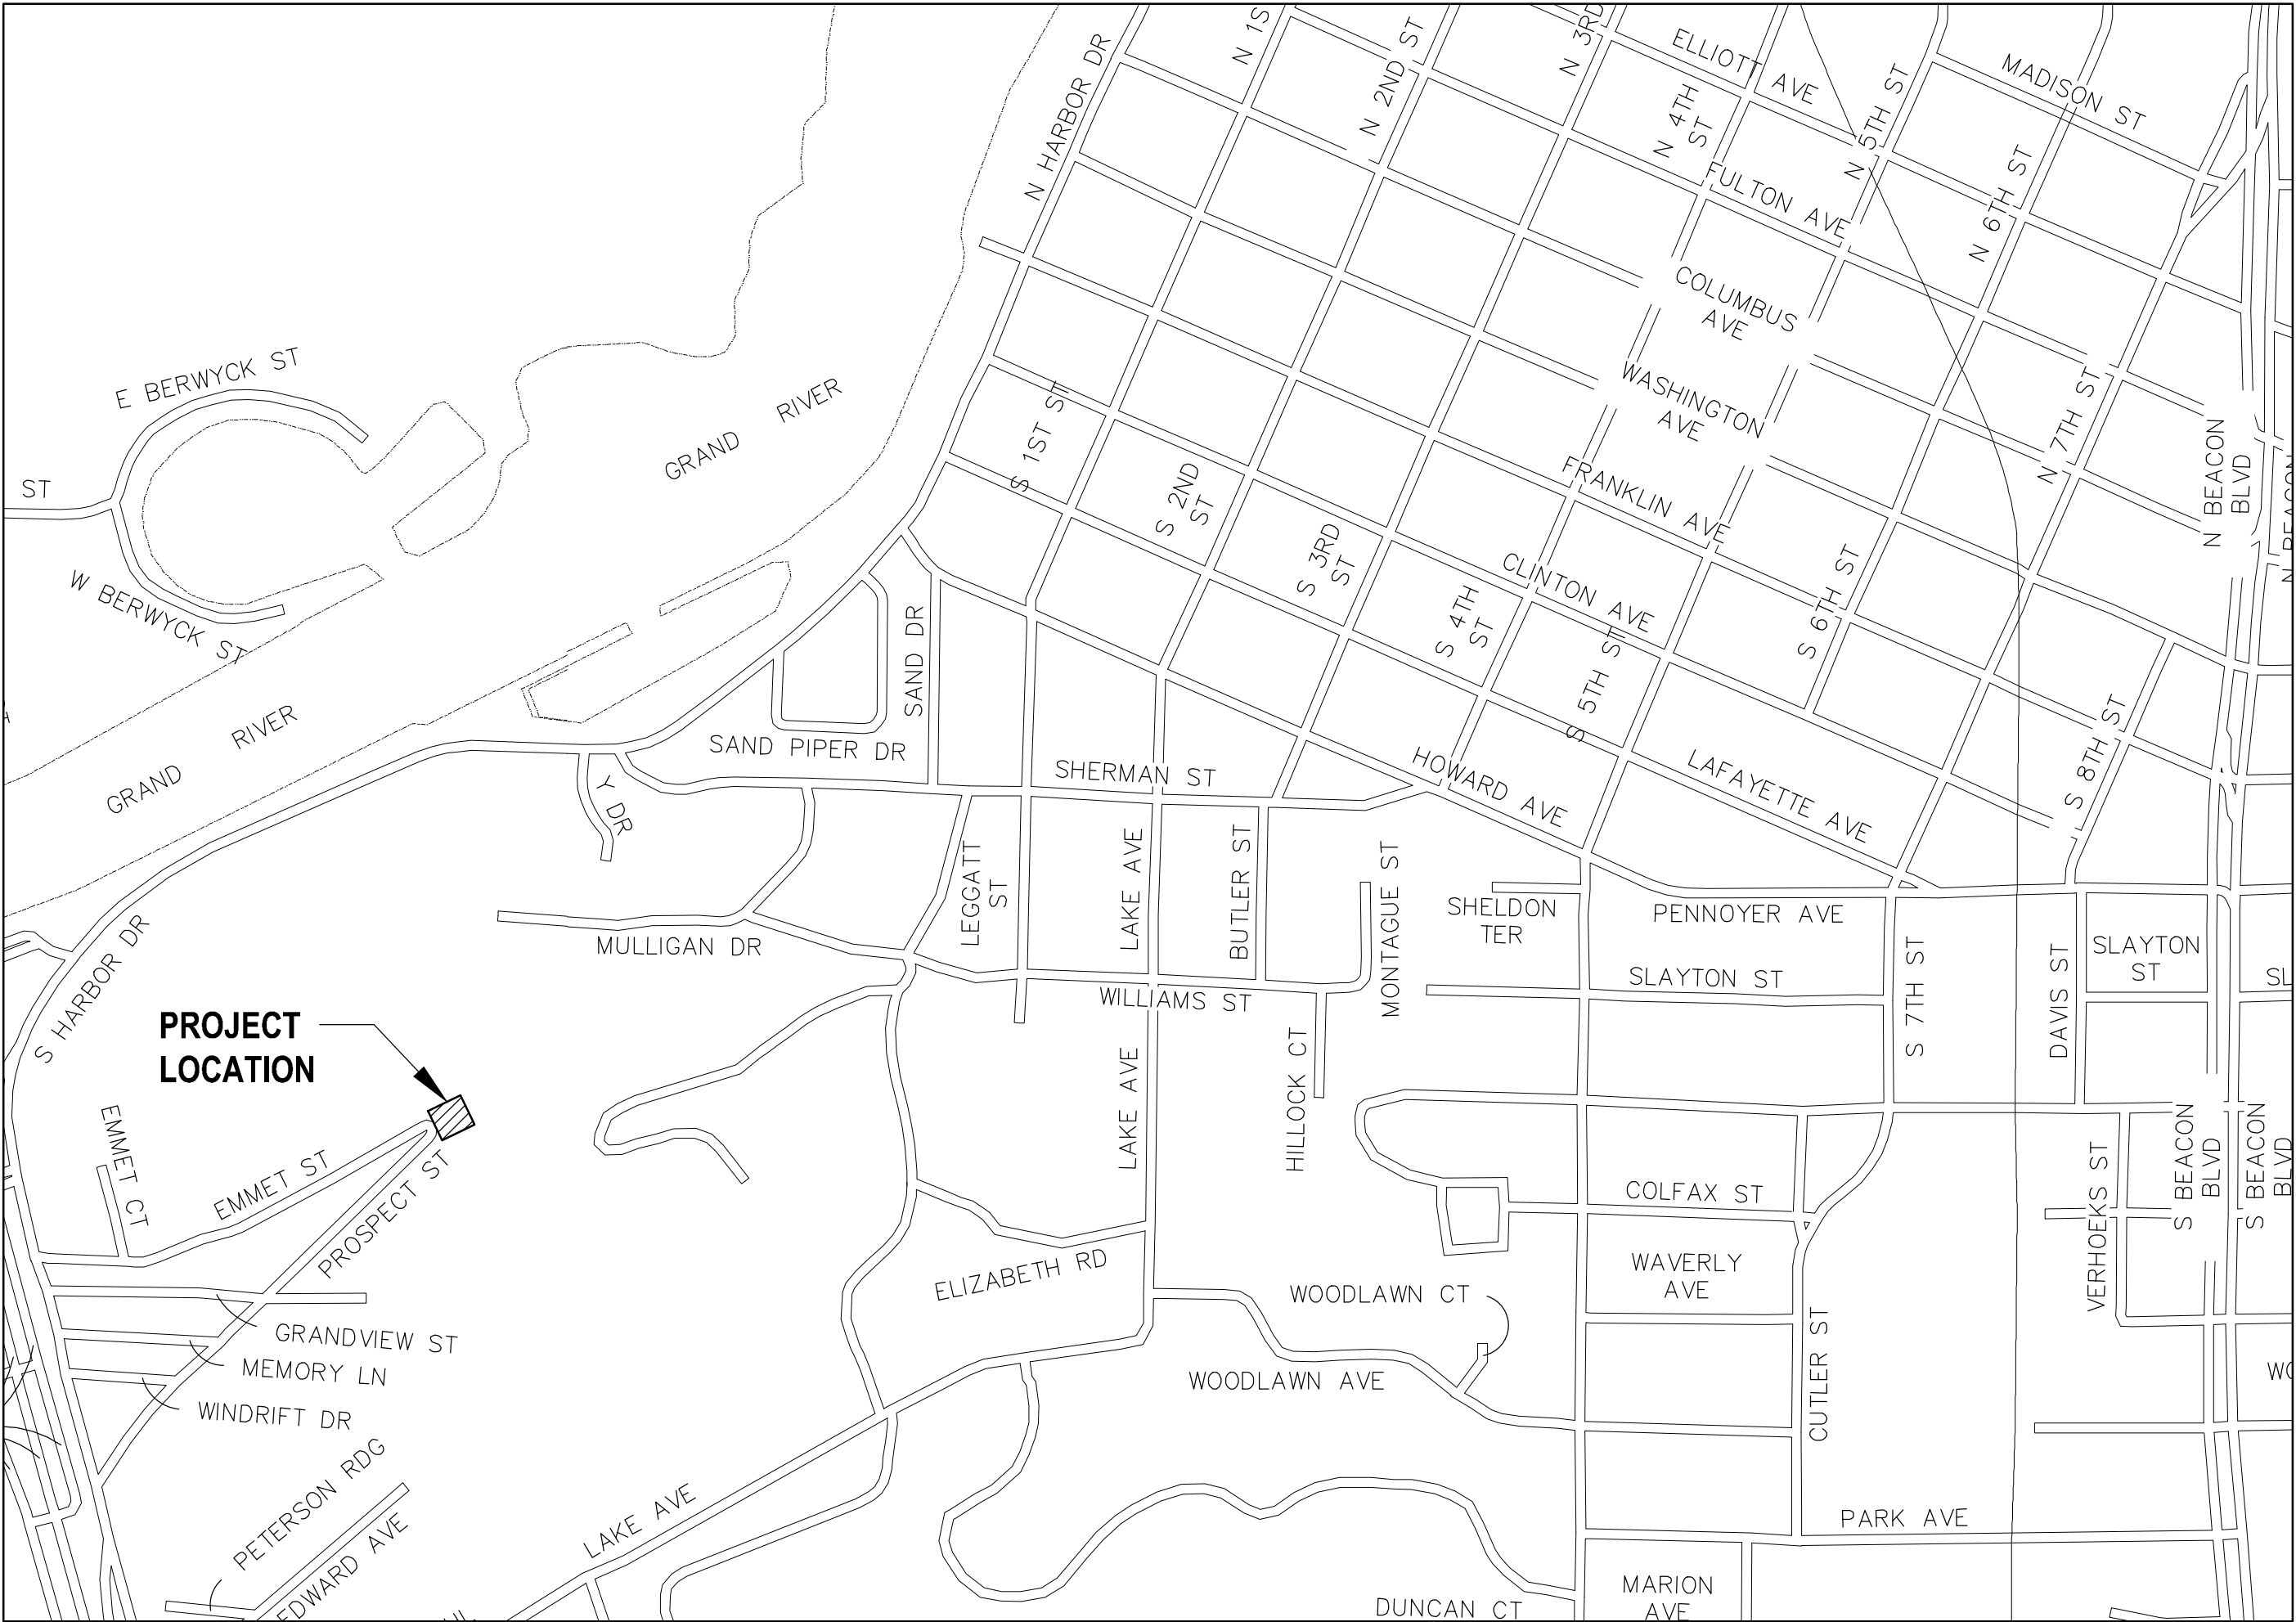 N HARBOR DR
N 1S
N 2ND ST
N 3RD
ELLIOTT AVE
N 4TH
ST
N 5TH ST
MADISON ST
FULTON AVE
N 6TH ST
COLUMBUS
AVE
WASHINGTON
AVE
N 7TH ST
N BEACON
BLVD
N BEACON
E BERWYCK ST
ST
W BERWYCK ST
GRAND RIVER
S 1ST ST
S 2ND
ST
S 3RD
ST
FRANKLIN AVE
CLINTON AVE
S 4TH
ST
S 5TH ST
S 6TH ST
S 8TH ST
GRAND RIVER
SAND DR
SAND PIPER DR
SHERMAN ST
HOWARD AVE
LAFAYETTE AVE
Y DR
LEGGATT
ST
LAKE AVE
BUTLER ST
MONTAGUE ST
SHELDON
TER
PENNOYER AVE
S HARBOR DR
MULLIGAN DR
WILLIAMS ST
SLAYTON ST
S 7TH ST
DAVIS ST
SLAYTON
ST
SL
PROJECT
LOCATION
LAKE AVE
HILLOCK CT
EMMET CT
EMMET ST
PROSPECT ST
COLFAX ST
VERHOEKS ST
S BEACON
BLVD
S BEACON
BLVD
ELIZABETH RD
WOODLAWN CT
WAVERLY
AVE
GRANDVIEW ST
MEMORY LN
WINDRIFT DR
WOODLAWN AVE
CUTLER ST
WO
PETERSON RDG
EDWARD AVE
LAKE AVE
PARK AVE
DUNCAN CT
MARION
AVE